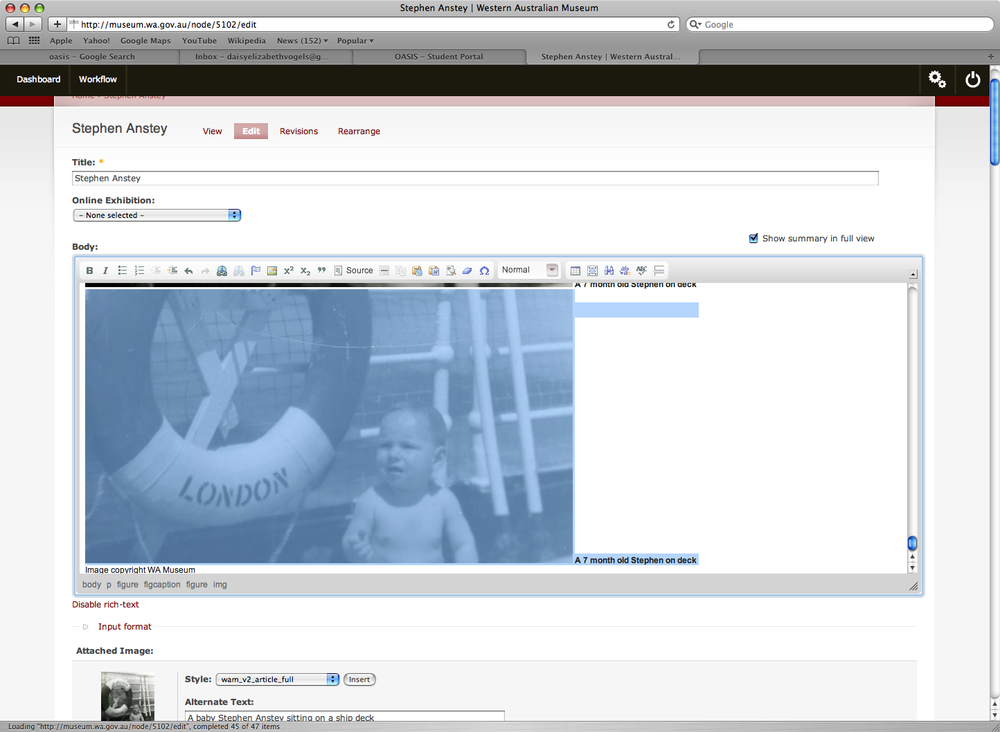 Stephen Anstey | Western Australian Museum
http://museum.wa.gov.au/node/5102/edit
Google
Apple Yahoo! Google Maps YouTube Wikipedia News (152) Popular
oasis – Google Search
Inbox – daisyelizabethvogels@g...
OASIS – Student Portal
Stephen Anstey | Western Austral...
Dashboard Workflow
Home › Stephen Anstey
Stephen Anstey View Edit Revisions Rearrange
Title: *
Stephen Anstey
Online Exhibition:
– None selected –
Show summary in full view
Body:
B I X² X₂ Source Normal ABC
A 7 month old Stephen on deck
LONDON
A 7 month old Stephen on deck
Image copyright WA Museum
body p figure figcaption figure img
Disable rich-text
Input format
Attached Image:
Style: wam_v2_article_full Insert
Alternate Text:
A baby Stephen Anstey sitting on a ship deck
Loading "http://museum.wa.gov.au/node/5102/edit", completed 45 of 47 items